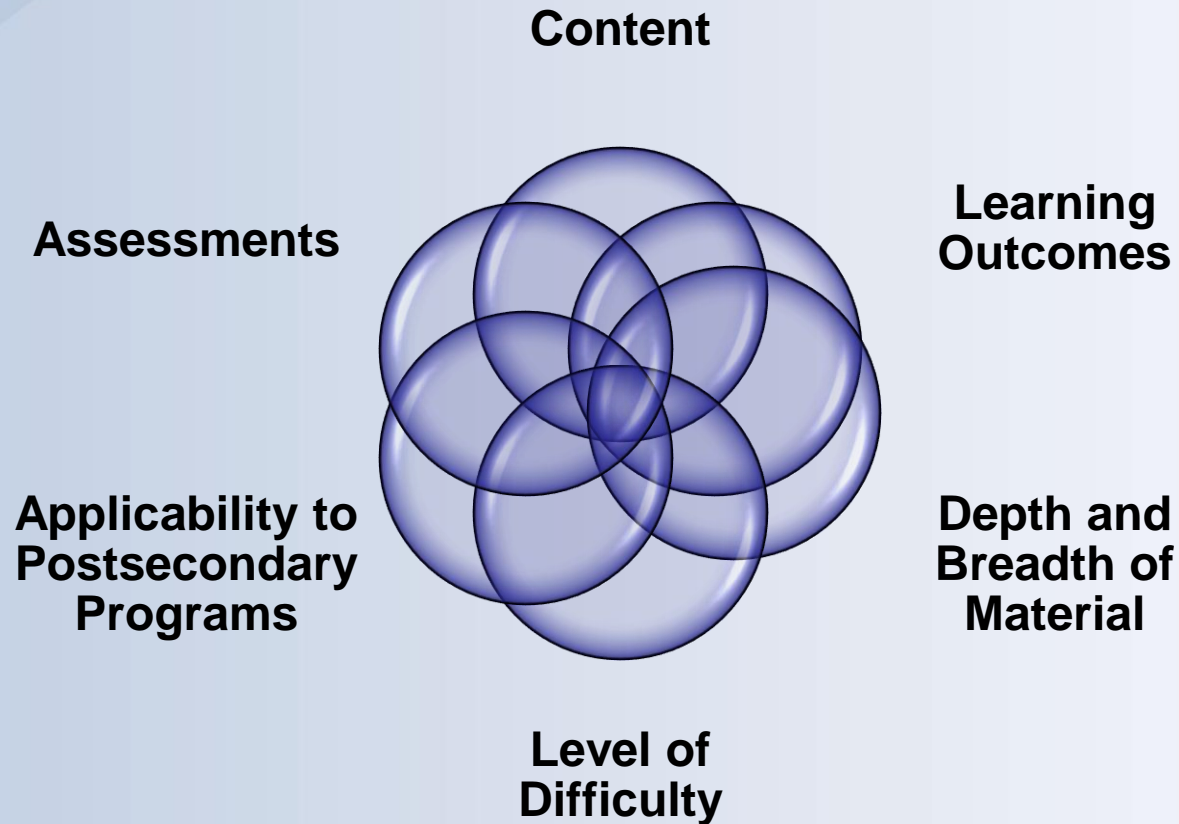 Content
Learning
Outcomes
Depth and
Breadth of
Material
Level of
Difficulty
Applicability to
Postsecondary
Programs
Assessments